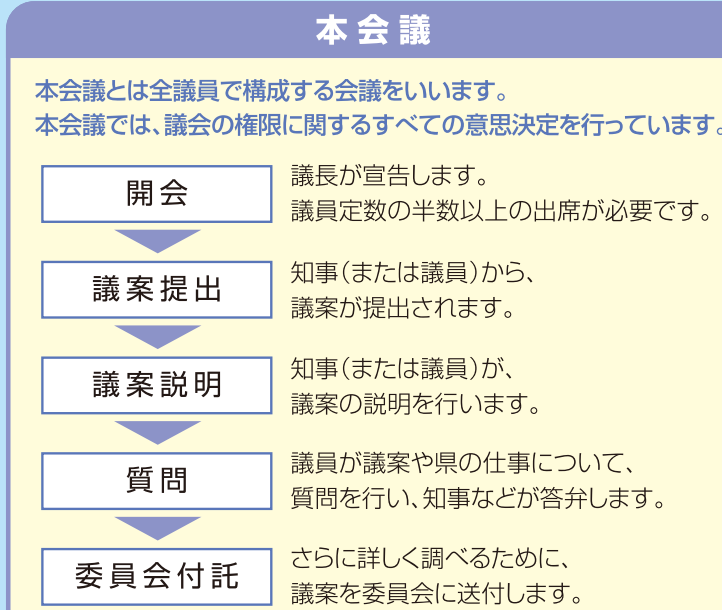 本会議
本会議とは全議員で構成する会議をいいます。
本会議では、議会の権限に関するすべての意思決定を行っています。
開会
議長が宣告します。
議員定数の半数以上の出席が必要です。
議案提出
知事(または議員)から、
議案が提出されます。
議案説明
知事(または議員)が、
議案の説明を行います。
質問
議員が議案や県の仕事について、
質問を行い、知事などが答弁します。
委員会付託
さらに詳しく調べるために、
議案を委員会に送付します。